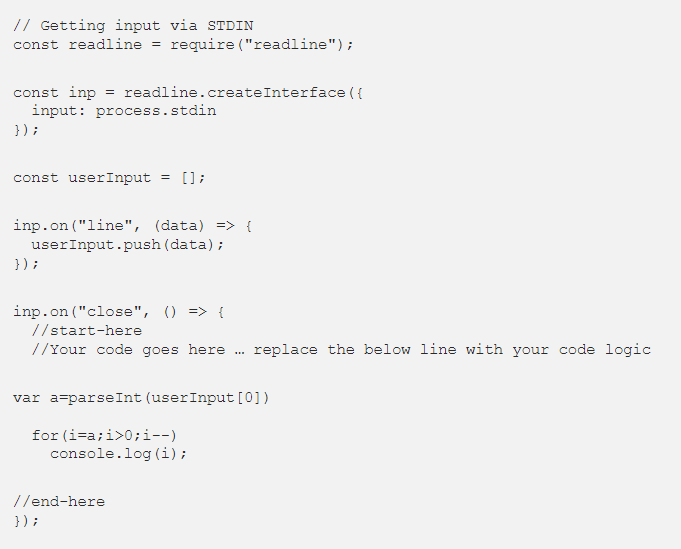 // Getting input via STDIN
const readline = require("readline");
const inp = readline.createInterface({
  input: process.stdin
});
const userInput = [];
inp.on("line", (data) => {
  userInput.push(data);
});
inp.on("close", () => {
  //start-here
  //Your code goes here … replace the below line with your code logic
var a=parseInt(userInput[0])
  for(i=a;i>0;i--)
    console.log(i);
//end-here
});